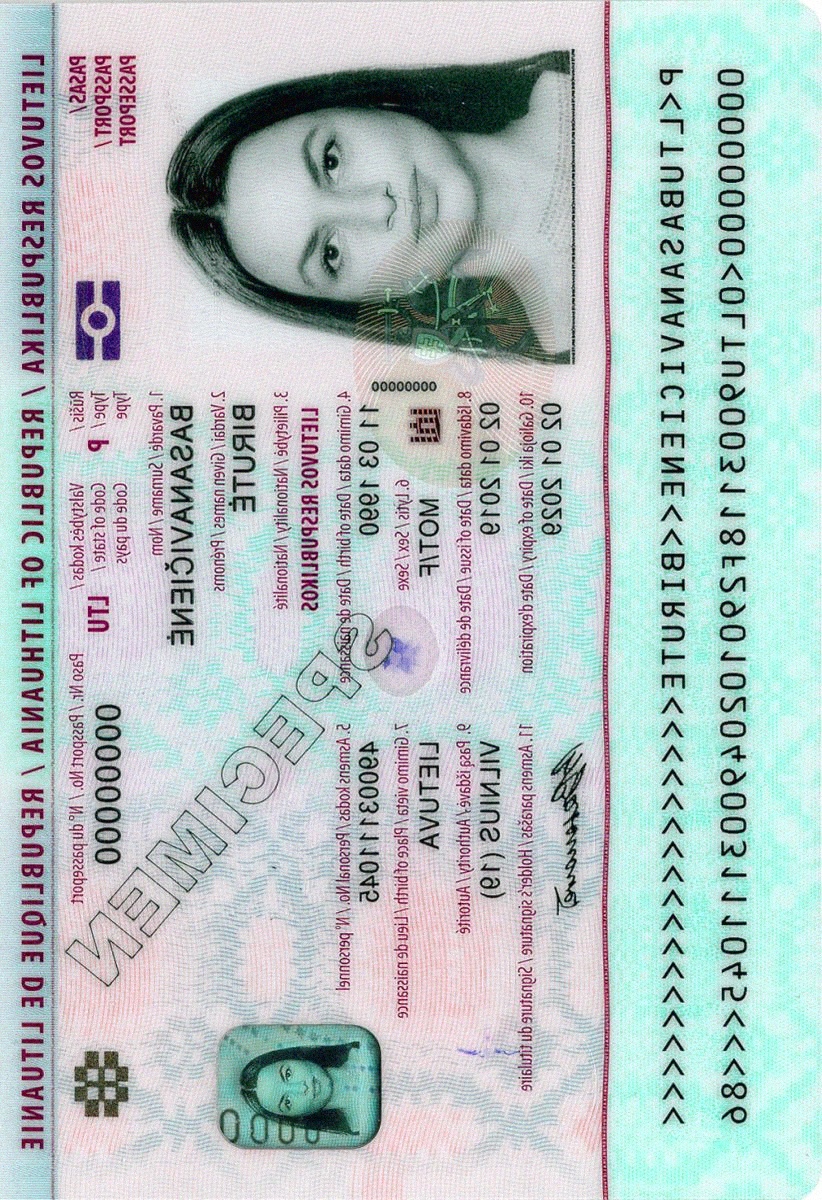 LIETUVOS RESPUBLIKA / REPUBLIC OF LITHUANIA / RÉPUBLIQUE DE LITUANIE
PASAS/
PASSPORT /
PASSEPORT
Rūšis
Type /
Type
P
Valstybės kodas/
Code of state /
Code du pays
LTU
Paso Nr. / Passport No. / N° du passeport
00000000
1. Pavardė / Surname / Nom
BASANAVIČIENĖ
2. Vardai / Given names / Prénoms
BIRUTĖ
3. Pilietybė / Nationality / Nationalité
LIETUVOS RESPUBLIKOS
4. Gimimo data / Date of birth / Date de naissance
11 03 1990
5. Asmens kodas / Personal No. / N° personnel
49003111045
00000000
6. Lytis / Sex / Sexe
MOT/F
7. Gimimo vieta / Place of birth / Lieu de naissance
LIETUVA
8. Išdavimo data / Date of issue / Date de délivrance
02 01 2019
9. Pasą išdavė / Authority / Autorité
VILNIUS (19)
10. Galioja iki / Date of expiry / Date d'expiration
02 01 2029
11. Asmens parašas / Holder's signature / Signature du titulaire
SPECIMEN
0000
P<LTUBASANAVICIENE<<BIRUTE<<<<<<<<<<<<<<<<<<
00000000<0LTU9003118F290102049003111045<<<98